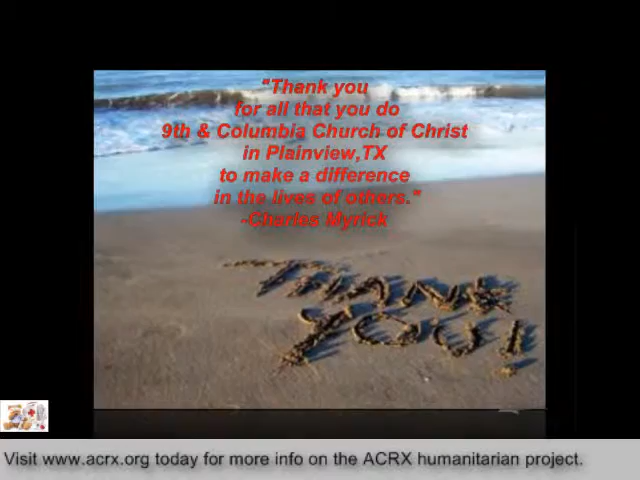 "Thank you
for all that you do
9th & Columbia Church of Christ
in Plainview,TX
to make a difference
in the lives of others."
-Charles Myrick
THANK
YOU!
Visit www.acrx.org today for more info on the ACRX humanitarian project.